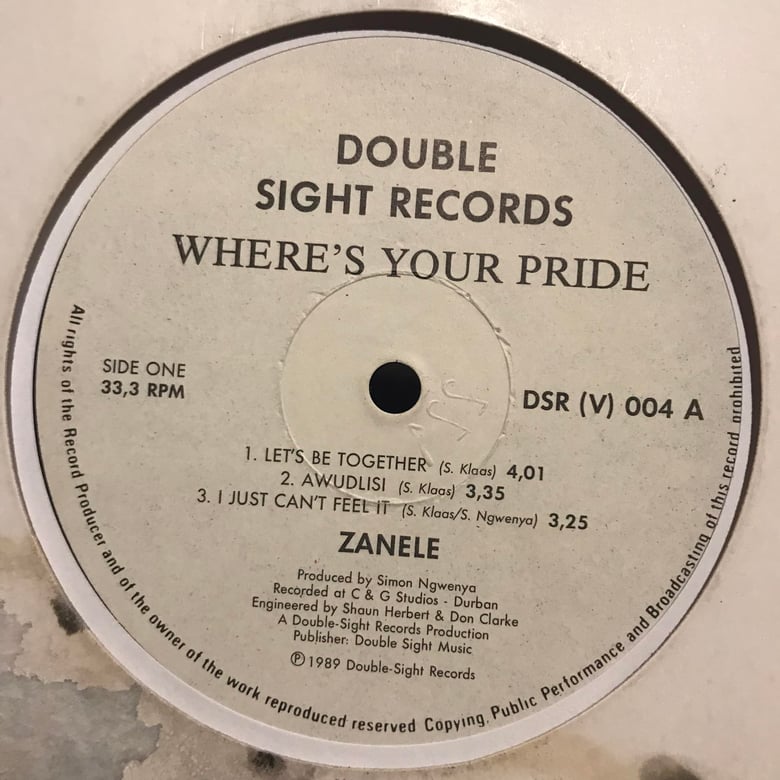 DOUBLE
SIGHT RECORDS
WHERE'S YOUR PRIDE
SIDE ONE
33,3 RPM
DSR (V) 004 A
1. LET'S BE TOGETHER (S. Klaas) 4,01
2. AWUDLISI (S. Klaas) 3,35
3. I JUST CAN'T FEEL IT (S. Klaas/S. Ngwenya) 3,25
ZANELE
Produced by Simon Ngwenya
Recorded at C & G Studios - Durban
Engineered by Shaun Herbert & Don Clarke
A Double-Sight Records Production
Publisher: Double Sight Music
℗ 1989 Double-Sight Records
All rights of the Record Producer and of the owner of the work reproduced reserved Copying, Public Performance and Broadcasting of this record prohibited